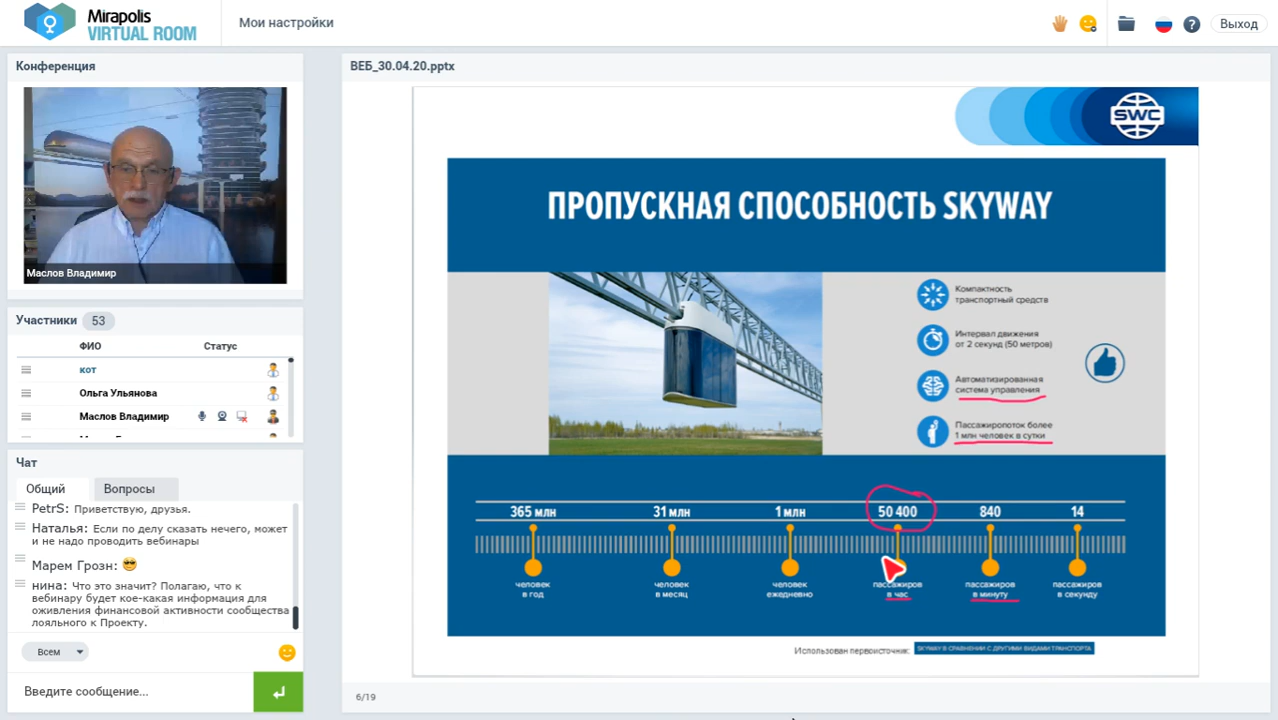 Mirapolis
VIRTUAL ROOM
Мои настройки
?
Выход
Конференция
Маслов Владимир
Участники 53
ФИО Статус
кот
Ольга Ульянова
Маслов Владимир
Чат
Общий Вопросы
PetrS: Приветствую, друзья.
Наталья: Если по делу сказать нечего, может
и не надо проводить вебинары
Марем Грозн:
нина: Что это значит? Полагаю, что к
вебинару будет кое-какая информация для
оживления финансовой активности сообщества
лояльного к Проекту.
Всем
Введите сообщение...
ВЕБ_30.04.20.pptx
SWC
ПРОПУСКНАЯ СПОСОБНОСТЬ SKYWAY
Компактность
транспортный средств
Интервал движения
от 2 секунд (50 метров)
Автоматизированная
система управления
Пассажиропоток более
1 млн человек в сутки
365 млн 31 млн 1 млн 50 400 840 14
человек
в год
человек
в месяц
человек
ежедневно
пассажиров
в час
пассажиров
в минуту
пассажиров
в секунду
Использован первоисточник: SKYWAY В СРАВНЕНИИ С ДРУГИМИ ВИДАМИ ТРАНСПОРТА
6/19